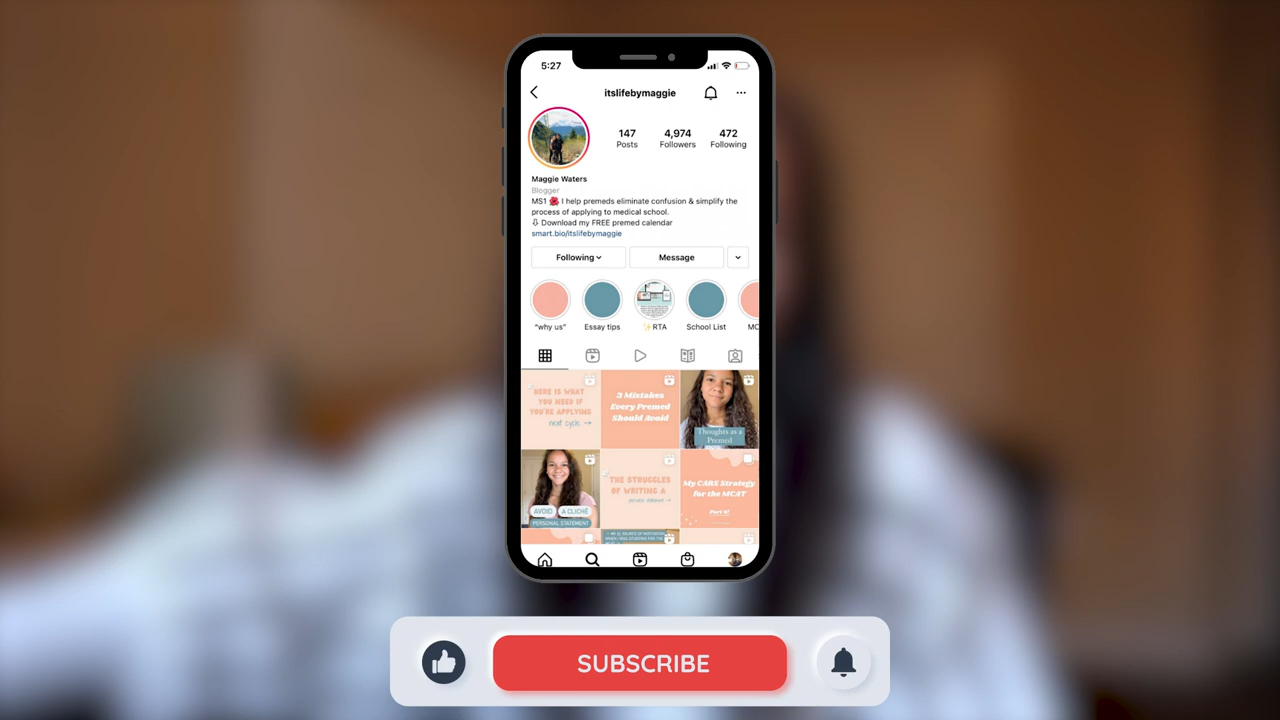 5:27
itslifebymaggie
147
4,974
472
Posts
Followers
Following
Maggie Waters
Blogger
MS1 🌺 I help premeds eliminate confusion & simplify the
process of applying to medical school.
⇩ Download my FREE premed calendar
smart.bio/itslifebymaggie
Following
Message
"why us"
Essay tips
✨RTA
School List
MC
HERE IS WHAT
YOU NEED IF
YOU'RE APPLYING
next cycle →
3 Mistakes
Every Premed
Should Avoid
Thoughts as a
Premed
AVOID A CLICHÉ
PERSONAL STATEMENT
THE STRUGGLES
OF WRITING A
My CARS Strategy
for the MCAT
SUBSCRIBE